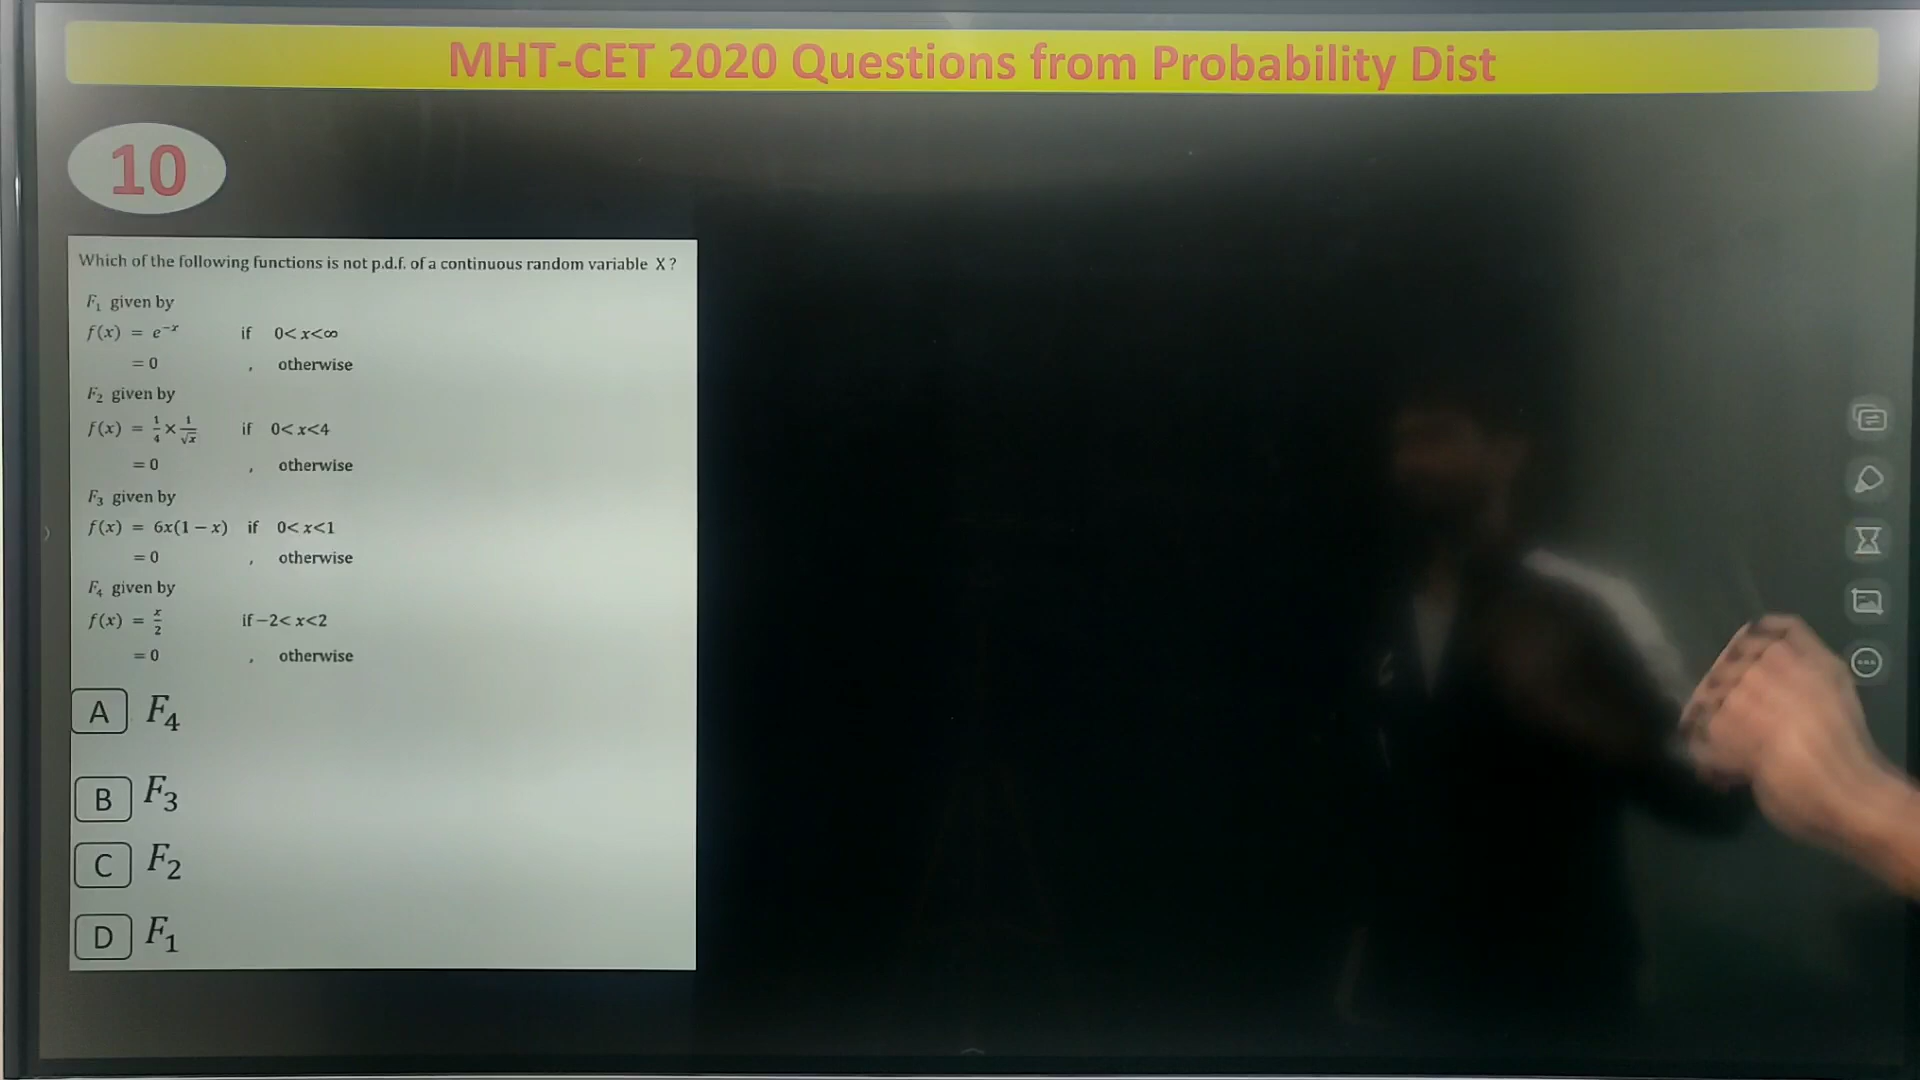 MHT-CET 2020 Questions from Probability Dist
10
Which of the following functions is not p.d.f. of a continuous random variable X ?
F₁ given by
f(x) = e⁻ˣ if 0< x<∞
= 0 , otherwise
F₂ given by
f(x) = 1/4 × 1/√x if 0< x<4
= 0 , otherwise
F₃ given by
f(x) = 6x(1 – x) if 0< x<1
= 0 , otherwise
F₄ given by
f(x) = x/2 if –2< x<2
= 0 , otherwise
A F₄
B F₃
C F₂
D F₁